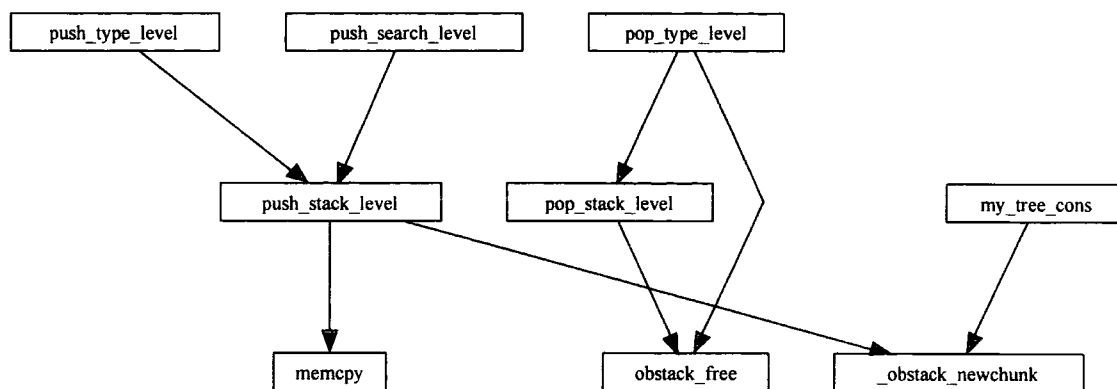 push_type_level
push_search_level
pop_type_level
push_stack_level
pop_stack_level
my_tree_cons
memcpy
obstack_free
_obstack_newchunk